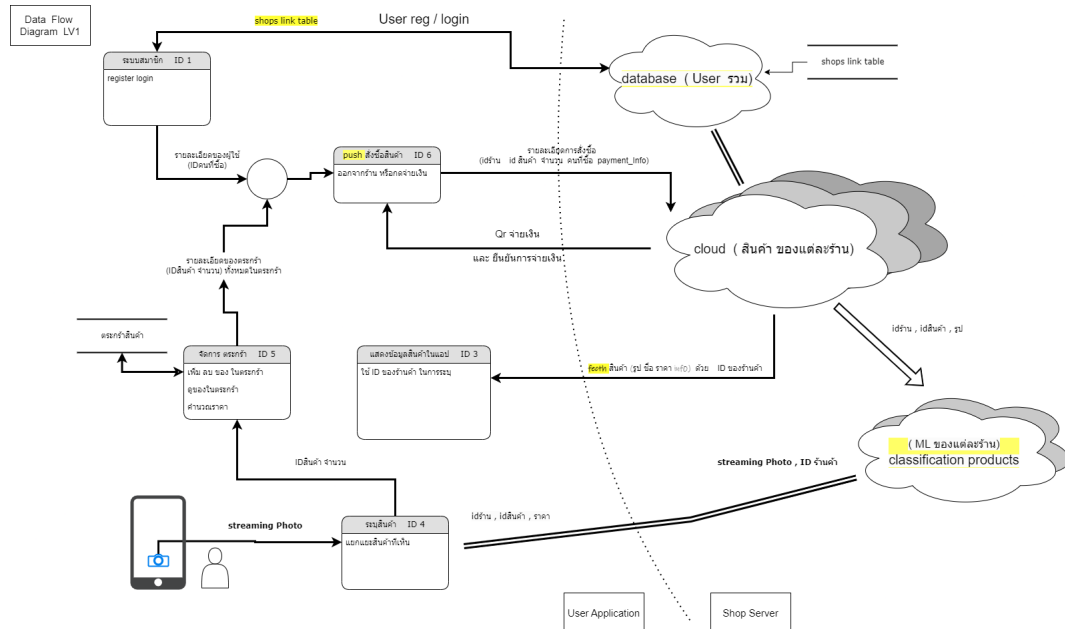 Data Flow
Diagram LV1
shops link table
User reg / login
ระบบสมาชิก ID 1
register login
database ( User รวม)
shops link table
รายละเอียดของผู้ใช้
(IDคนที่ซื้อ)
push สั่งซื้อสินค้า ID 6
ออกจากร้าน หรือกดจ่ายเงิน
รายละเอียดการสั่งซื้อ
(idร้าน id สินค้า จำนวน คนที่ซื้อ payment_Info)
Qr จ่ายเงิน
และ ยืนยันการจ่ายเงิน
cloud ( สินค้า ของแต่ละร้าน)
รายละเอียดของตระกร้า
(IDสินค้า จำนวน) ทั้งหมดในตระกร้า
ตระกร้าสินค้า
จัดการ ตระกร้า ID 5
เพิ่ม ลบ ของ ในตระกร้า
ดูของในตระกร้า
คำนวณราคา
แสดงข้อมูลสินค้าในแอป ID 3
ใช้ ID ของร้านค้า ในการระบุ
สินค้า (รูป ชื่อ ราคา ) ด้วย ID ของร้านค้า
idร้าน , idสินค้า , รูป
( ML ของแต่ละร้าน)
classification products
IDสินค้า จำนวน
streaming Photo , ID ร้านค้า
streaming Photo
ระบุสินค้า ID 4
แยกแยะสินค้าที่เห็น
idร้าน , idสินค้า , ราคา
User Application
Shop Server